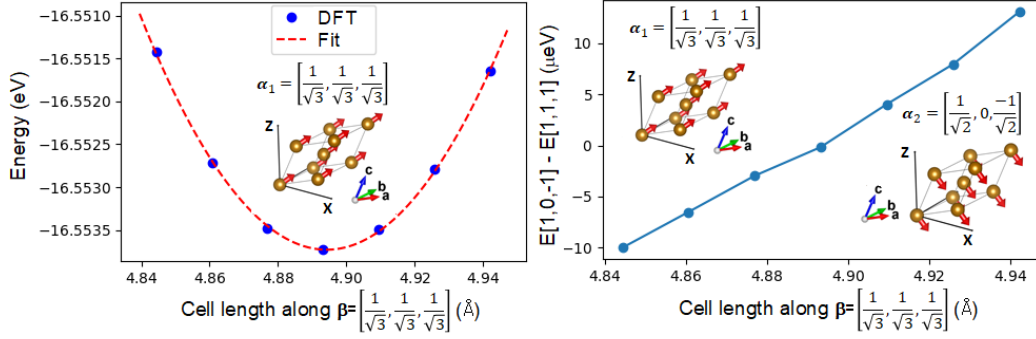 −16.5510
−16.5515
−16.5520
−16.5525
−16.5530
−16.5535
Energy (eV)
DFT
Fit
α₁ = [1/√3, 1/√3, 1/√3]
Z
X
c
b
a
4.84 4.86 4.88 4.90 4.92 4.94
Cell length along β=[1/√3, 1/√3, 1/√3] (Å)
E[1,0,-1] - E[1,1,1] (μeV)
10
5
0
−5
−10
α₁ = [1/√3, 1/√3, 1/√3]
Z
X
c
b
a
α₂ = [1/√2, 0, −1/√2]
Z
X
c
b
a
4.84 4.86 4.88 4.90 4.92 4.94
Cell length along β=[1/√3, 1/√3, 1/√3] (Å)